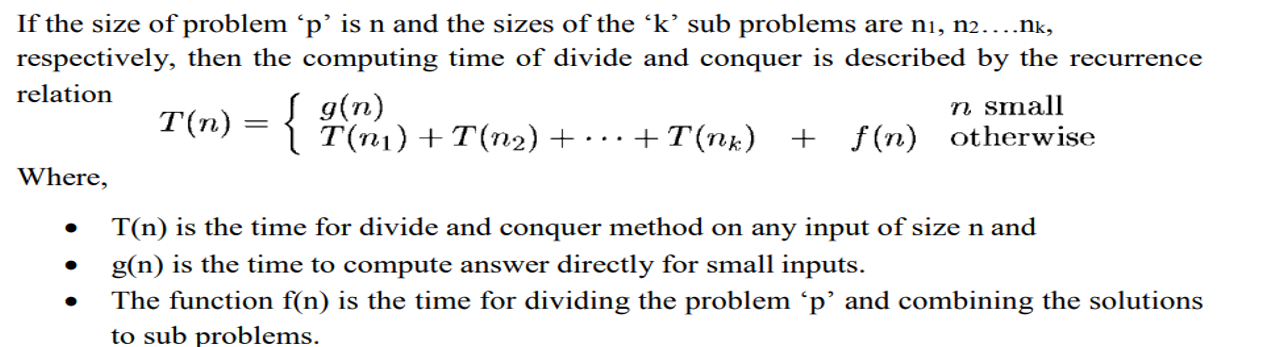 If the size of problem ‘p’ is n and the sizes of the ‘k’ sub problems are n1, n2….nk,
respectively, then the computing time of divide and conquer is described by the recurrence
relation
T(n) = { g(n) n small
T(n₁) + T(n₂) + ⋯ + T(nₖ) + f(n) otherwise
Where,
• T(n) is the time for divide and conquer method on any input of size n and
• g(n) is the time to compute answer directly for small inputs.
• The function f(n) is the time for dividing the problem ‘p’ and combining the solutions
to sub problems.